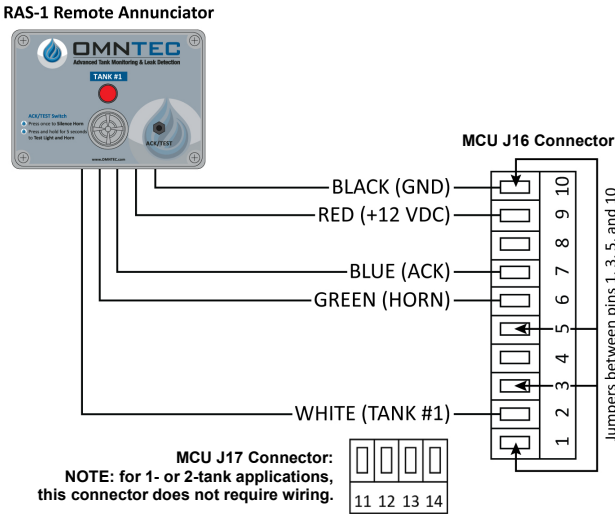 RAS-1 Remote Annunciator
OMNTEC
Advanced Tank Monitoring & Leak Detection
TANK #1
ACK/TEST Switch
Press once to Silence Horn
Press and hold for 5 seconds
to Test Light and Horn
ACK/TEST
www.OMNTEC.com
MCU J16 Connector
BLACK (GND)
RED (+12 VDC)
BLUE (ACK)
GREEN (HORN)
WHITE (TANK #1)
10
9
8
7
6
5
4
3
2
1
Jumpers between pins 1, 3, 5, and 10
MCU J17 Connector:
NOTE: for 1- or 2-tank applications,
this connector does not require wiring.
11 12 13 14